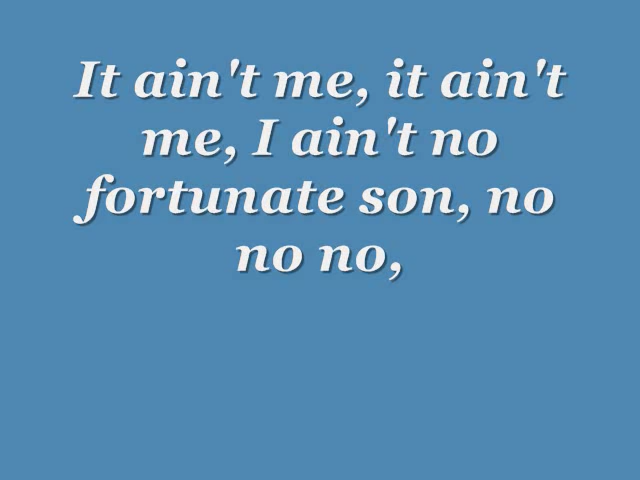 It ain't me, it ain't
me, I ain't no
fortunate son, no
no no,